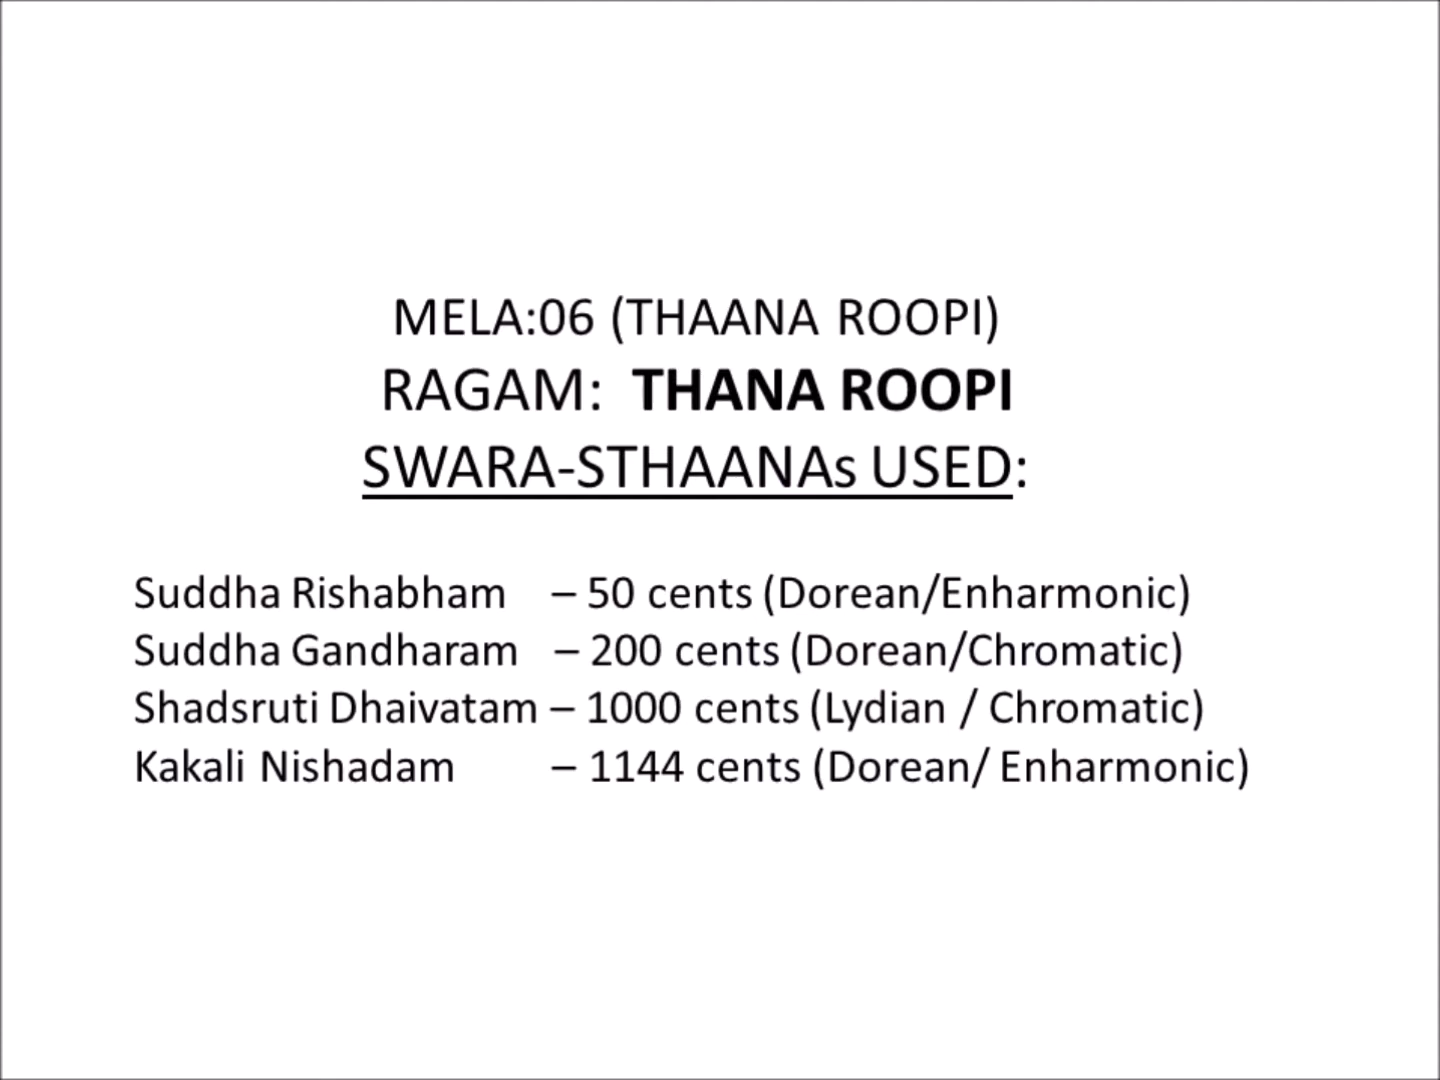 MELA:06 (THAANA ROOPI)
RAGAM: THANA ROOPI
SWARA-STHAANAs USED:
Suddha Rishabham – 50 cents (Dorean/Enharmonic)
Suddha Gandharam – 200 cents (Dorean/Chromatic)
Shadsruti Dhaivatam – 1000 cents (Lydian / Chromatic)
Kakali Nishadam – 1144 cents (Dorean/ Enharmonic)